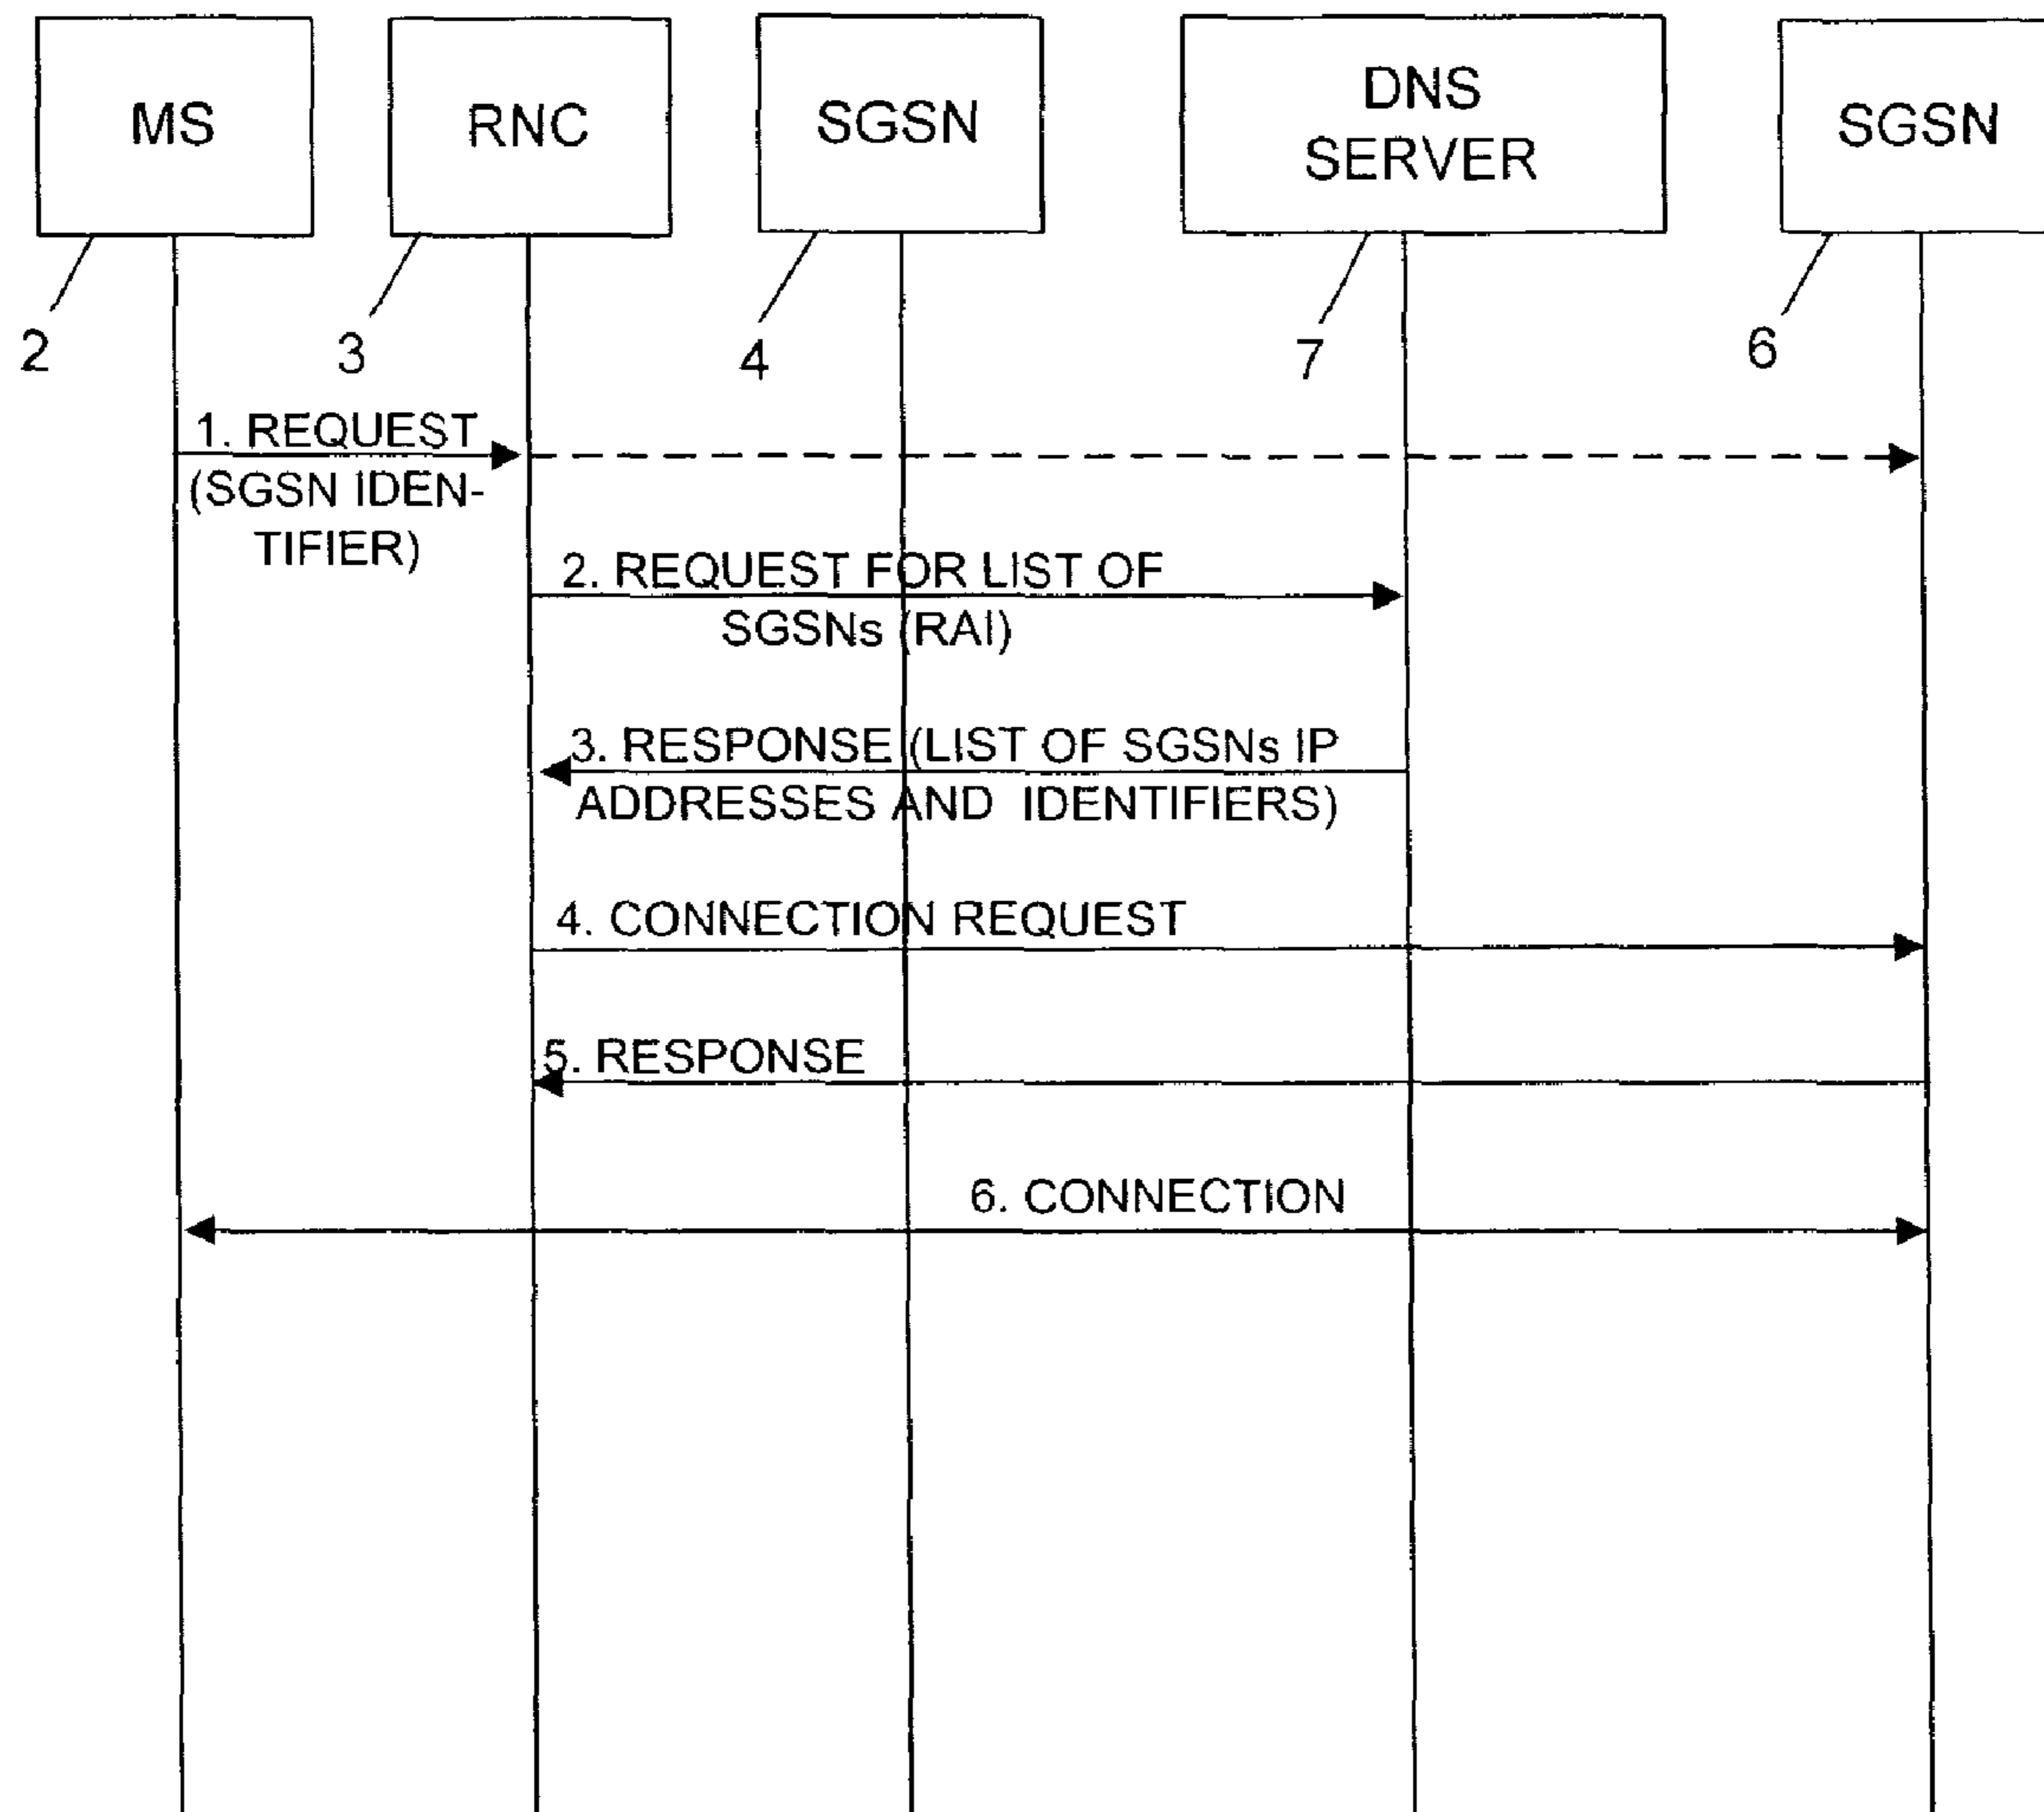 MS
RNC
SGSN
DNS
SERVER
SGSN
2
3
4
7
6
1. REQUEST
(SGSN IDEN-
TIFIER)
2. REQUEST FOR LIST OF
SGSNs (RAI)
3. RESPONSE (LIST OF SGSNs IP
ADDRESSES AND IDENTIFIERS)
4. CONNECTION REQUEST
5. RESPONSE
6. CONNECTION